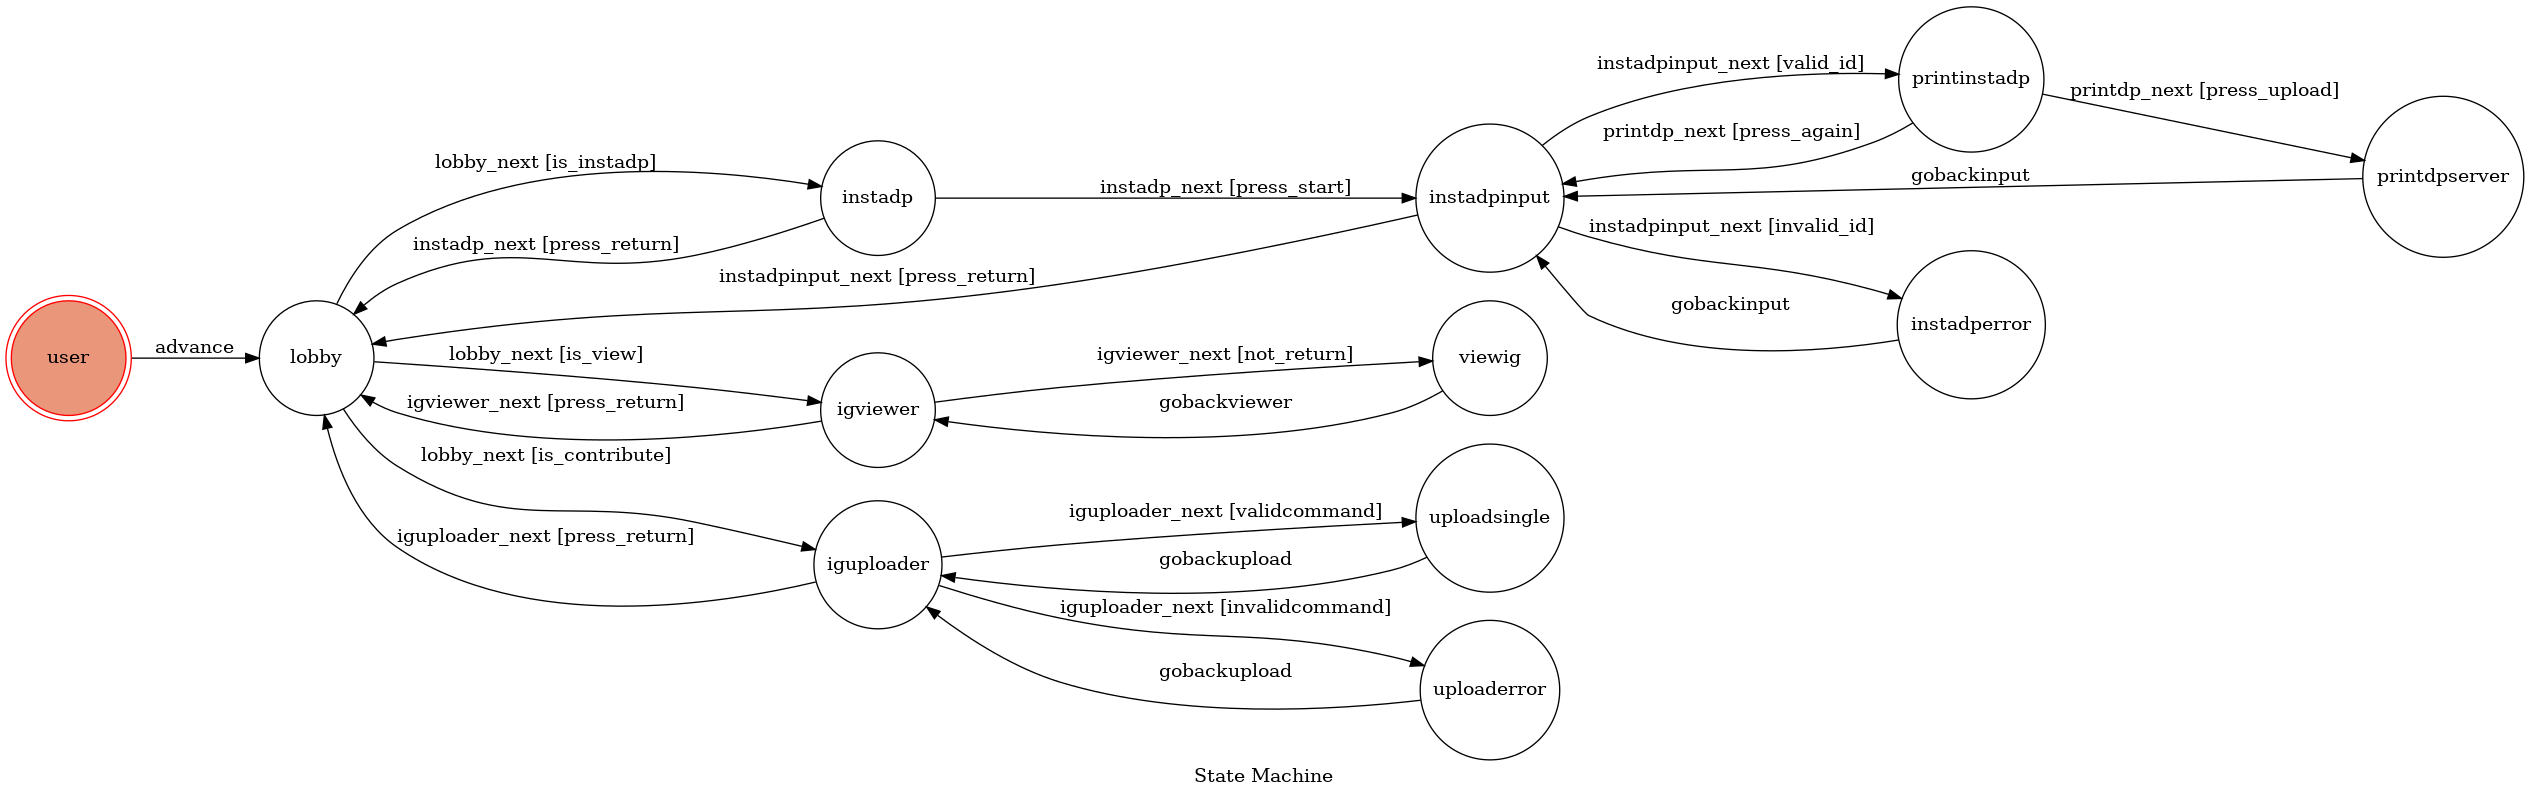 instadpinput_next [valid_id]
printinstadp
printdp_next [press_upload]
printdp_next [press_again]
lobby_next [is_instadp]
instadp_next [press_start]
gobackinput
printdpserver
instadp
instadpinput
instadpinput_next [invalid_id]
instadp_next [press_return]
instadpinput_next [press_return]
gobackinput
instadperror
advance
user
lobby
lobby_next [is_view]
igviewer_next [not_return]
viewig
igviewer_next [press_return]
igviewer
gobackviewer
lobby_next [is_contribute]
iguploader_next [validcommand]
uploadsingle
iguploader_next [press_return]
iguploader
gobackupload
iguploader_next [invalidcommand]
gobackupload
uploaderror
State Machine